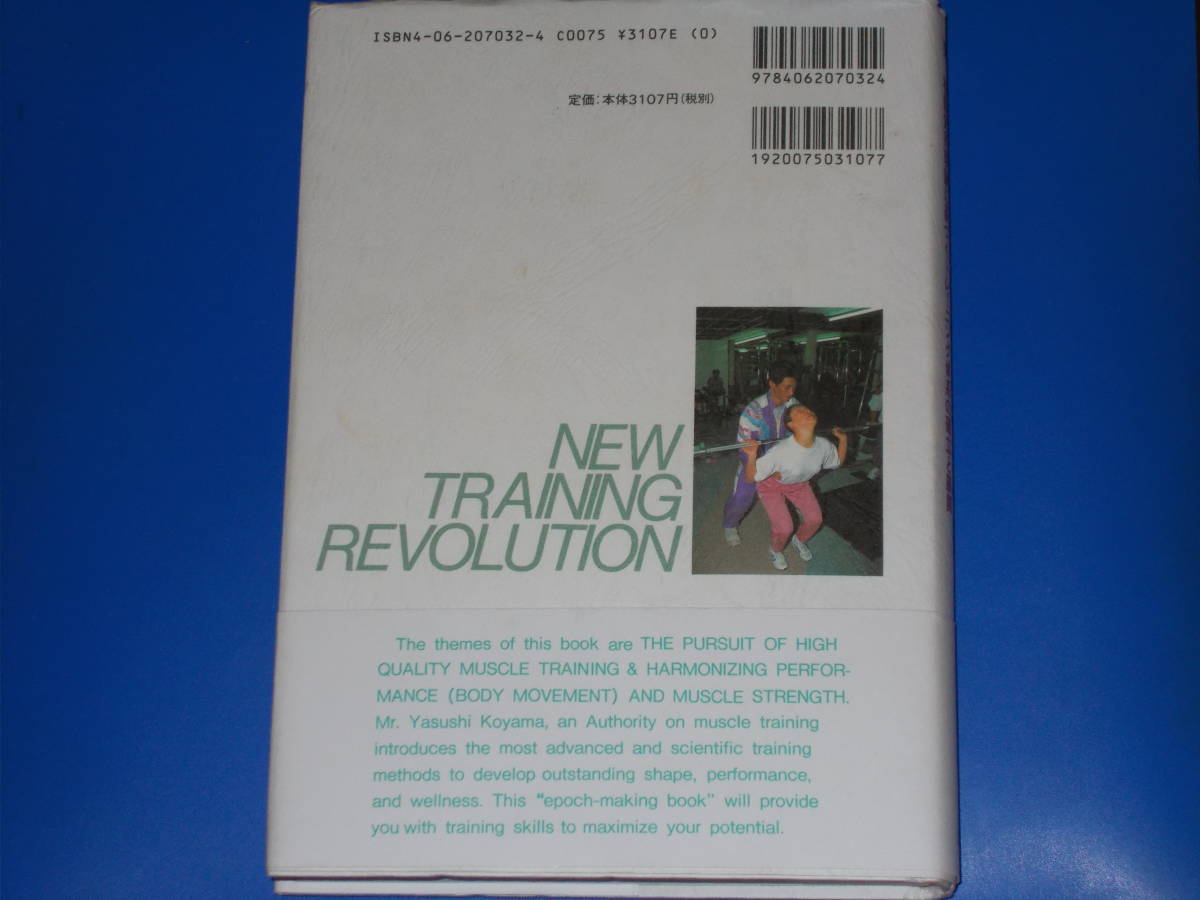 ISBN4-06-207032-4 C0075 ¥3107E (0)
9784062070324
定価:本体3107円(税別)
1920075031077
NEW
TRAINING
REVOLUTION
The themes of this book are THE PURSUIT OF HIGH
QUALITY MUSCLE TRAINING & HARMONIZING PERFOR-
MANCE (BODY MOVEMENT) AND MUSCLE STRENGTH.
Mr. Yasushi Koyama, an Authority on muscle training
introduces the most advanced and scientific training
methods to develop outstanding shape, performance,
and wellness. This "epoch-making book" will provide
you with training skills to maximize your potential.